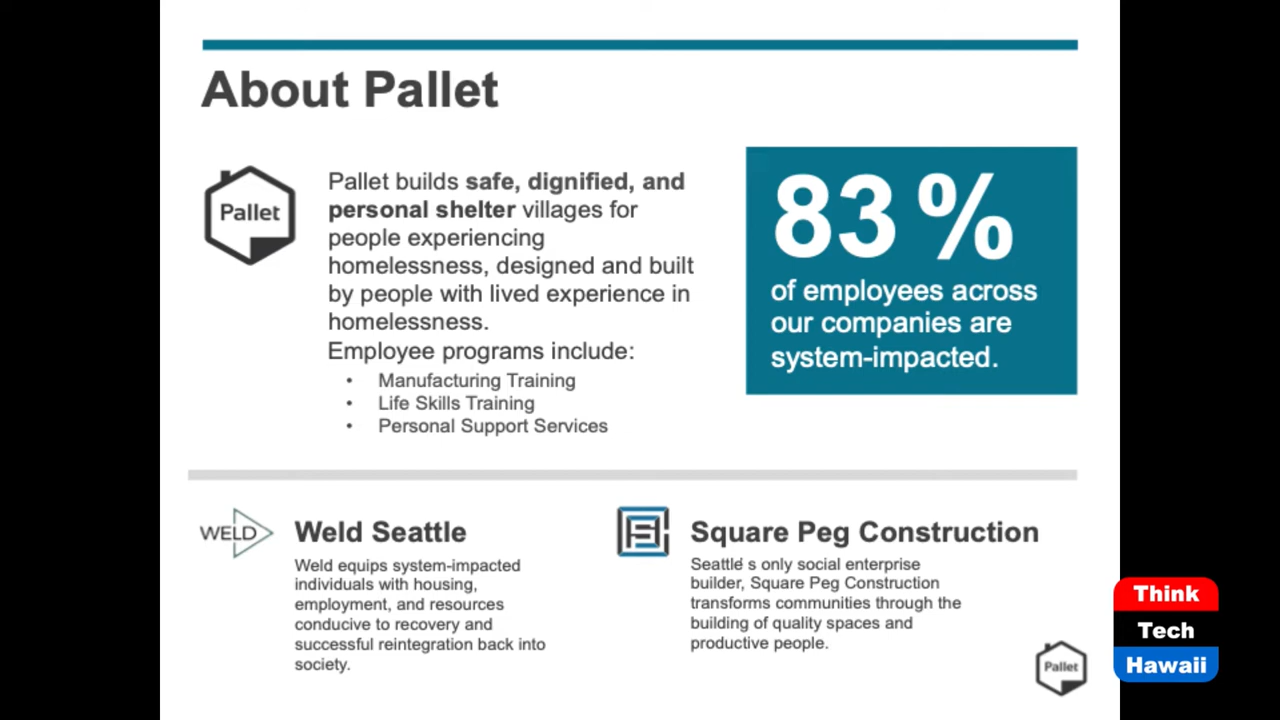 About Pallet
Pallet
Pallet builds safe, dignified, and
personal shelter villages for
people experiencing
homelessness, designed and built
by people with lived experience in
homelessness.
Employee programs include:
• Manufacturing Training
• Life Skills Training
• Personal Support Services
83 %
of employees across
our companies are
system-impacted.
WELD
Weld Seattle
Weld equips system-impacted
individuals with housing,
employment, and resources
conducive to recovery and
successful reintegration back into
society.
Square Peg Construction
Seattle´s only social enterprise
builder, Square Peg Construction
transforms communities through the
building of quality spaces and
productive people.
Pallet
Think
Tech
Hawaii